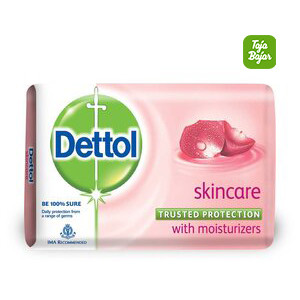 Taja
Bajar
Dettol
BE 100% SURE
Daily protection from
a range of germs.
IMA RECOMMENDED
skincare
TRUSTED PROTECTION
with moisturizers